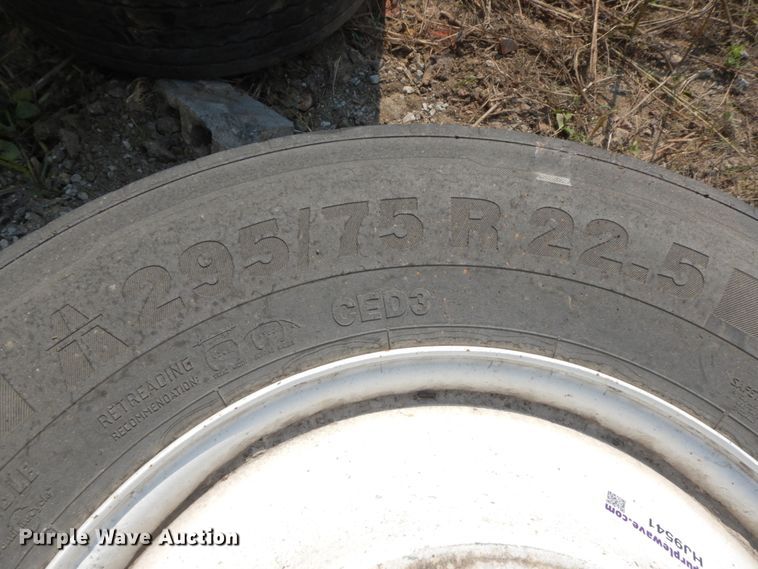 295/75 R 22.5
CED3
RETREADING
RECOMMENDATION
purplewave.com
HJ9541
Purple Wave Auction